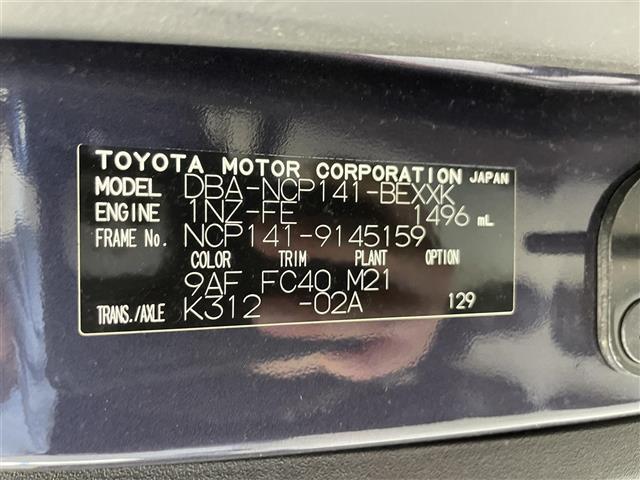 TOYOTA MOTOR CORPORATION JAPAN
MODEL DBA-NCP141-BEXXK
ENGINE 1NZ-FE 1496 mL
FRAME No. NCP141-9145159
COLOR TRIM PLANT OPTION
9AF FC40 M21
TRANS./AXLE K312 -02A 129